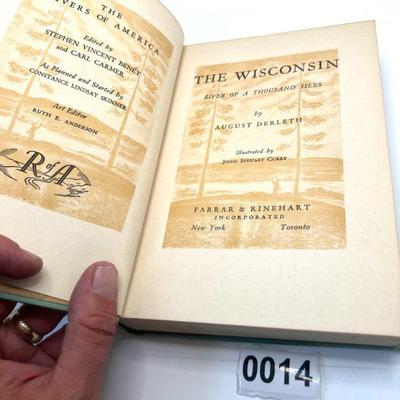 THE
RIVERS OF AMERICA
Edited by
STEPHEN VINCENT BENÉT
and CARL CARMER
As Planned and Started by
CONSTANCE LINDSAY SKINNER
Art Editor
RUTH E. ANDERSON
R of A
THE WISCONSIN
RIVER OF A THOUSAND ISLES
by
AUGUST DERLETH
Illustrated by
JOHN STEUART CURRY
FARRAR & RINEHART
INCORPORATED
New York Toronto
0014